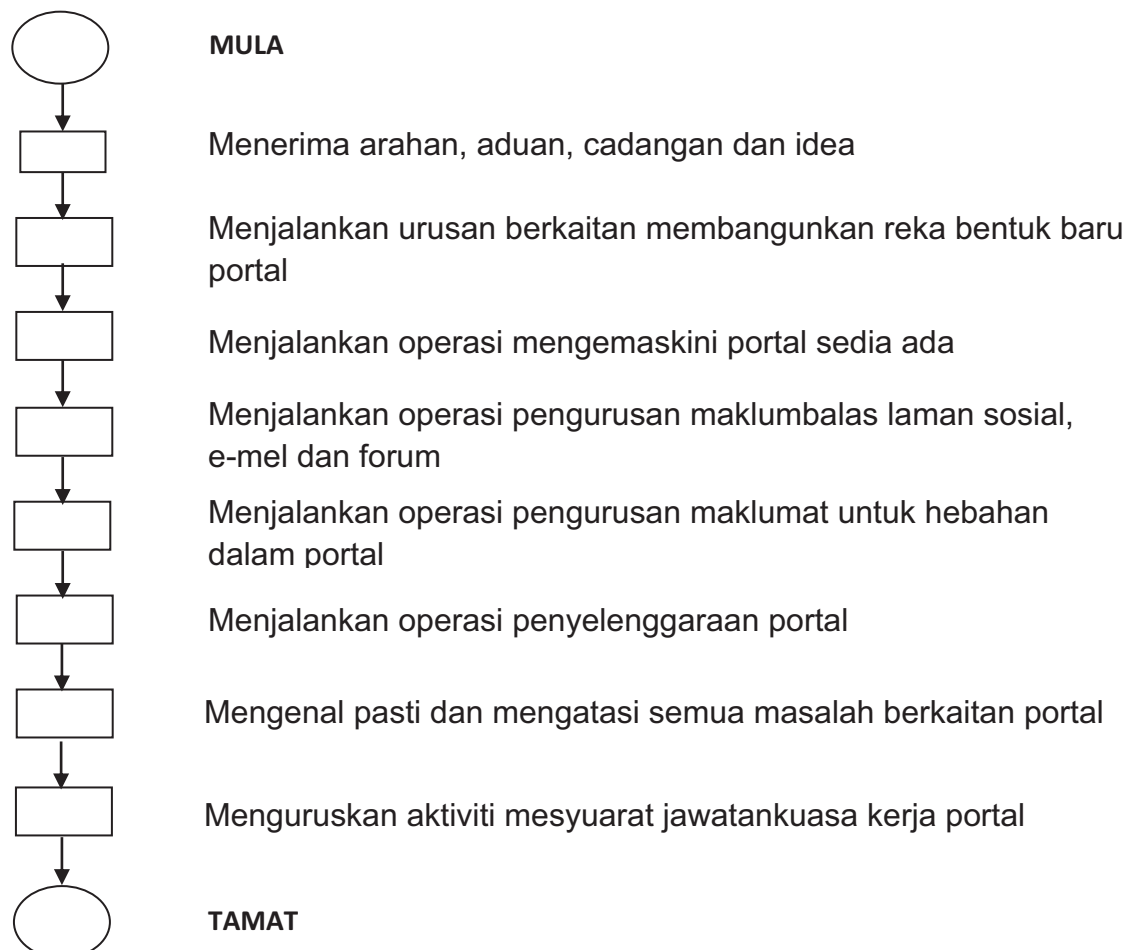 MULA
Menerima arahan, aduan, cadangan dan idea
Menjalankan urusan berkaitan membangunkan reka bentuk baru
portal
Menjalankan operasi mengemaskini portal sedia ada
Menjalankan operasi pengurusan maklumbalas laman sosial,
e-mel dan forum
Menjalankan operasi pengurusan maklumat untuk hebahan
dalam portal
Menjalankan operasi penyelenggaraan portal
Mengenal pasti dan mengatasi semua masalah berkaitan portal
Menguruskan aktiviti mesyuarat jawatankuasa kerja portal
TAMAT